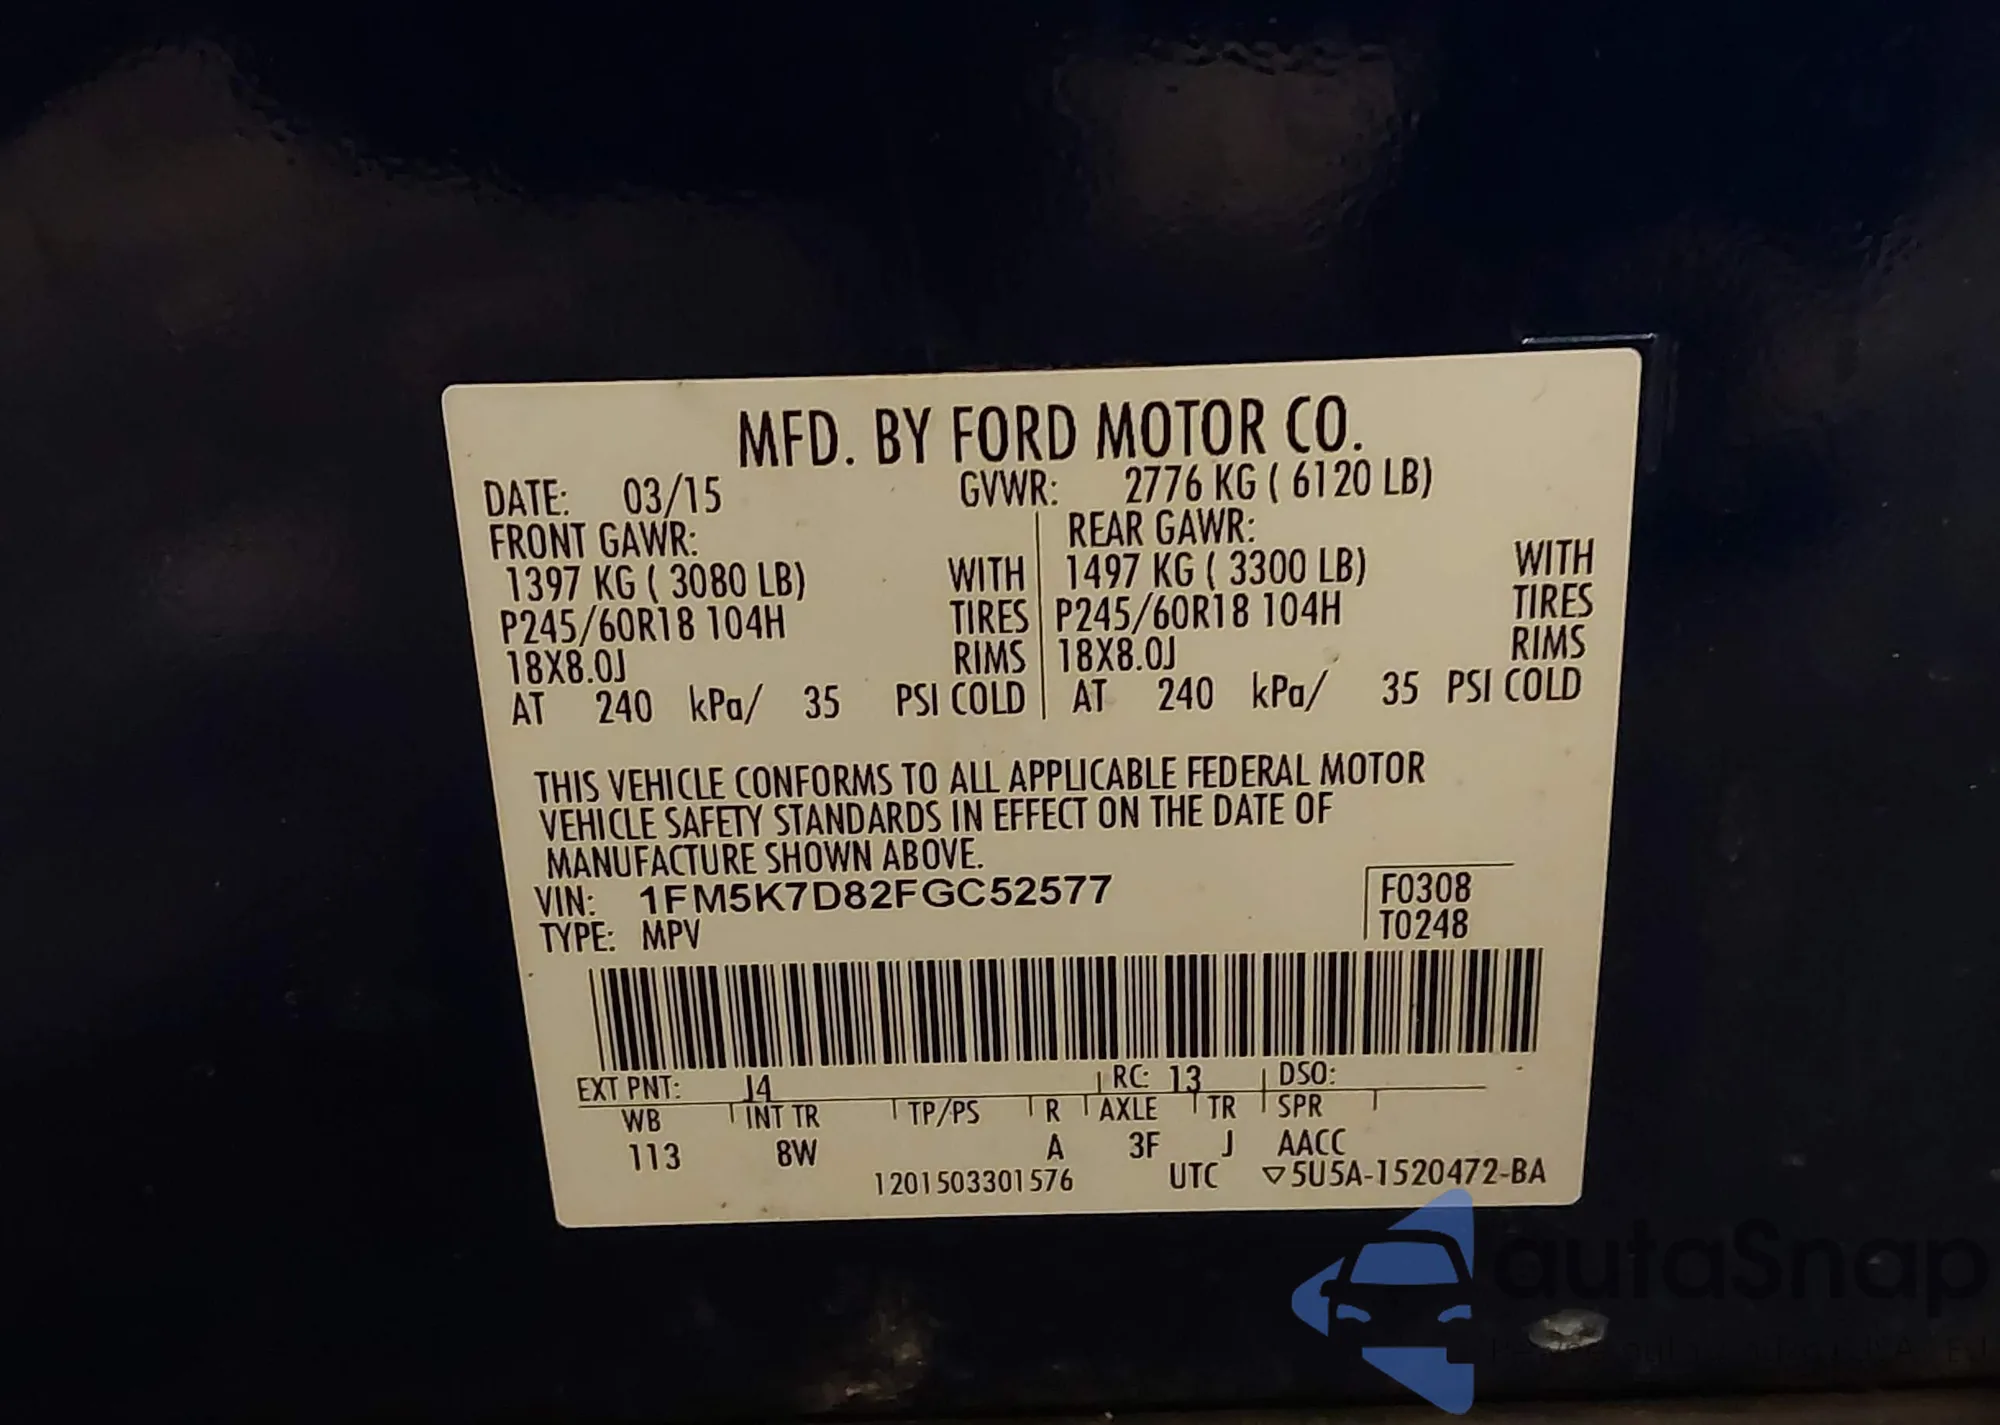 MFD. BY FORD MOTOR CO.
DATE: 03/15 GVWR: 2776 KG ( 6120 LB)
FRONT GAWR: REAR GAWR:
1397 KG ( 3080 LB) WITH 1497 KG ( 3300 LB) WITH
P245/60R18 104H TIRES P245/60R18 104H TIRES
18X8.0J RIMS 18X8.0J RIMS
AT 240 kPa/ 35 PSI COLD AT 240 kPa/ 35 PSI COLD
THIS VEHICLE CONFORMS TO ALL APPLICABLE FEDERAL MOTOR
VEHICLE SAFETY STANDARDS IN EFFECT ON THE DATE OF
MANUFACTURE SHOWN ABOVE.
VIN: 1FM5K7D82FGC52577 F0308
TYPE: MPV T0248
EXT PNT: J4 RC: 13 DSO:
WB INT TR TP/PS R AXLE TR SPR
113 8W A 3F J AACC
1201503301576 UTC ▽5U5A-1520472-BA
autaSnap